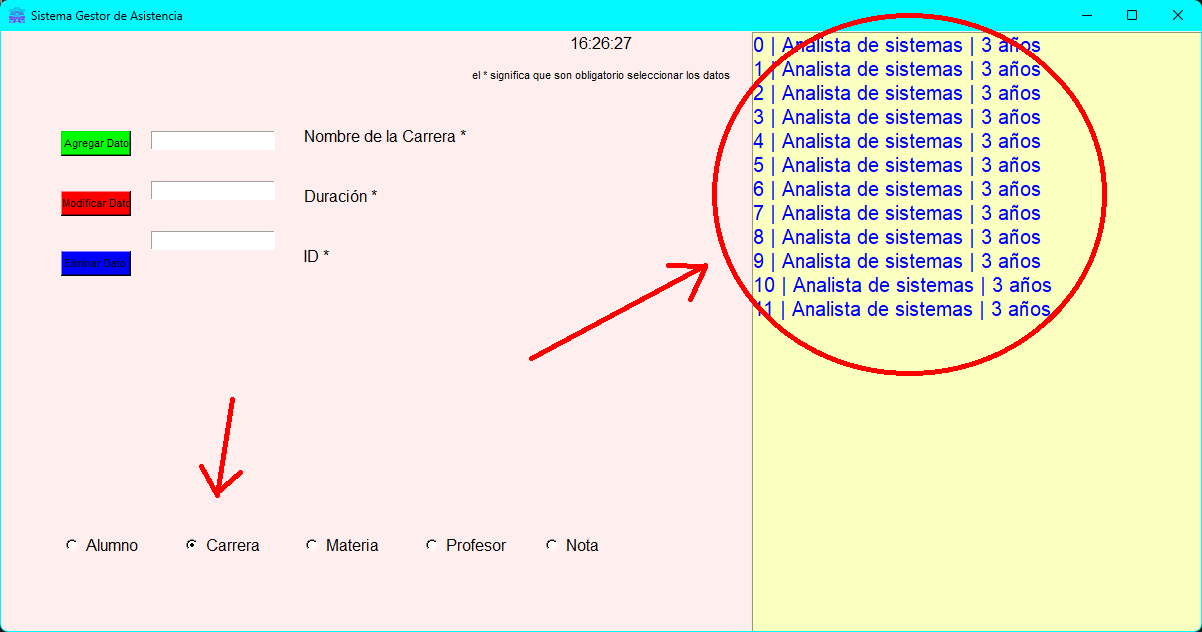 Sistema Gestor de Asistencia
16:26:27
el * significa que son obligatorio seleccionar los datos
Agregar Dato
Nombre de la Carrera *
Modificar Dato
Duración *
Eliminar Dato
ID *
Alumno
Carrera
Materia
Profesor
Nota
0 | Analista de sistemas | 3 años
1 | Analista de sistemas | 3 años
2 | Analista de sistemas | 3 años
3 | Analista de sistemas | 3 años
4 | Analista de sistemas | 3 años
5 | Analista de sistemas | 3 años
6 | Analista de sistemas | 3 años
7 | Analista de sistemas | 3 años
8 | Analista de sistemas | 3 años
9 | Analista de sistemas | 3 años
10 | Analista de sistemas | 3 años
11 | Analista de sistemas | 3 años